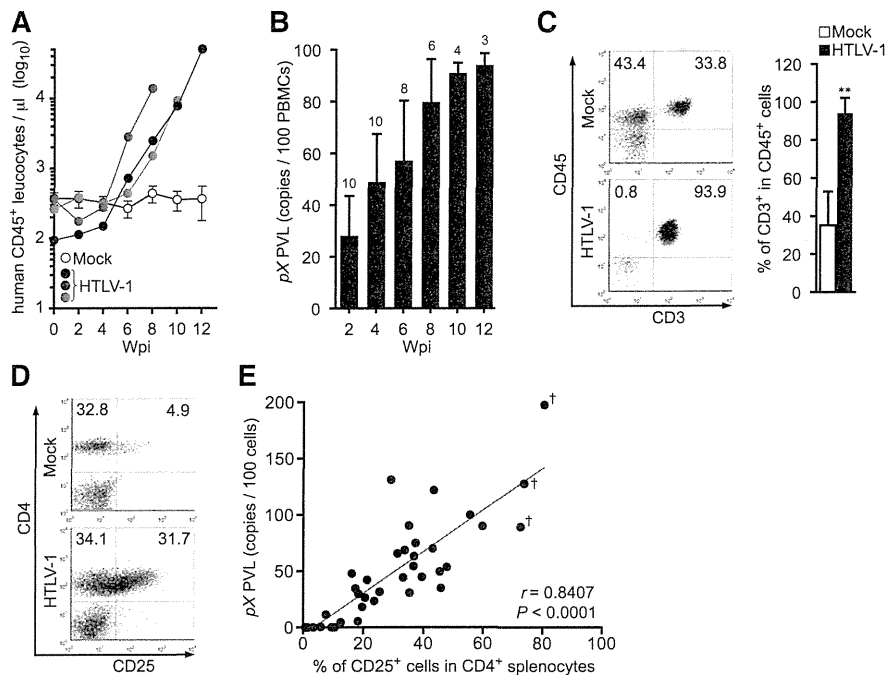 A
human CD45+ leucocytes / µl (log10)
4
3
2
1
Mock
HTLV-1
0 2 4 6 8 10 12
Wpi
B
pX PVL (copies / 100 PBMCs)
100
80
60
40
20
0
10 10 8 6 4 3
2 4 6 8 10 12
Wpi
C
Mock
43.4 33.8
HTLV-1
0.8 93.9
CD45
CD3
Mock
HTLV-1
% of CD3+ in CD45+ cells
120
100
80
60
40
20
0
**
D
Mock
32.8 4.9
HTLV-1
34.1 31.7
CD4
CD25
E
pX PVL (copies / 100 cells)
200
150
100
50
0
†
†
†
r = 0.8407
P < 0.0001
0 20 40 60 80 100
% of CD25+ cells in CD4+ splenocytes